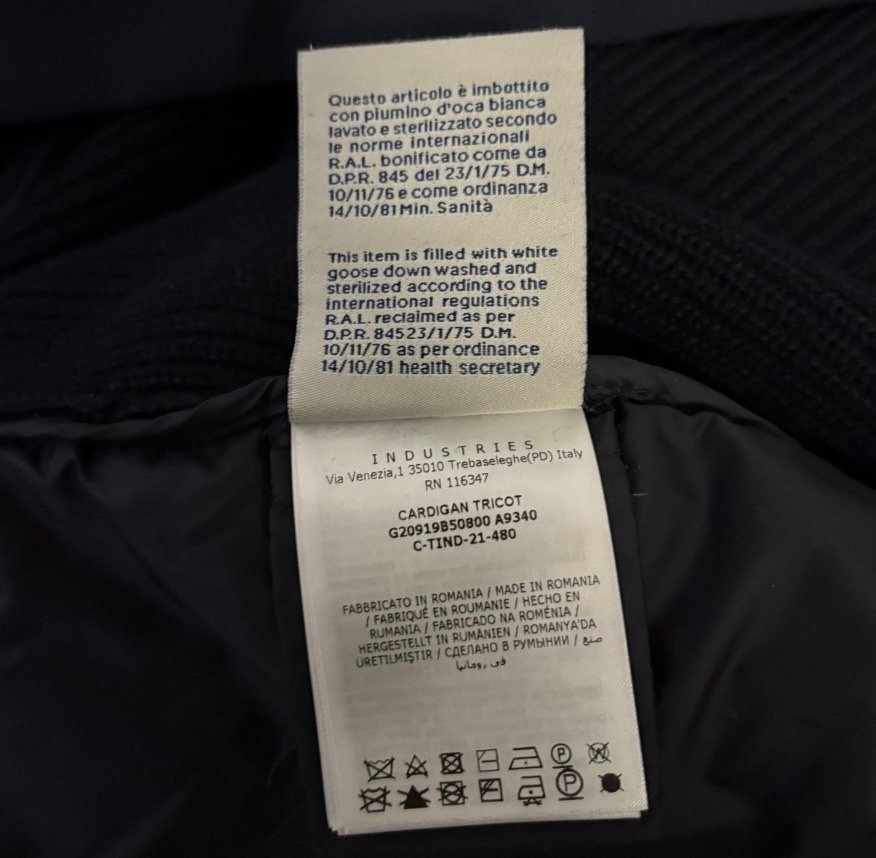 Questo articolo è imbottito
con piumino d'oca bianca
lavato e sterilizzato secondo
le norme internazionali
R.A.L. bonificato come da
D.P.R. 845 del 23/1/75 D.M.
10/11/76 e come ordinanza
14/10/81 Min. Sanità
This item is filled with white
goose down washed and
sterilized according to the
international regulations
R.A.L. reclaimed as per
D.P.R. 84523/1/75 D.M.
10/11/76 as per ordinance
14/10/81 health secretary
INDUSTRIES
Via Venezia,1 35010 Trebaseleghe(PD) Italy
RN 116347
CARDIGAN TRICOT
G20919B50800 A9340
C-TIND-21-480
FABBRICATO IN ROMANIA / MADE IN ROMANIA
/ FABRIQUÉ EN ROUMANIE / HECHO EN
RUMANIA / FABRICADO NA ROMÉNIA /
HERGESTELLT IN RUMÄNIEN / ROMANYA'DA
ÜRETILMIŞTIR / СДЕЛАНО В РУМЫНИИ / صنع
في رومانيا
P W
P